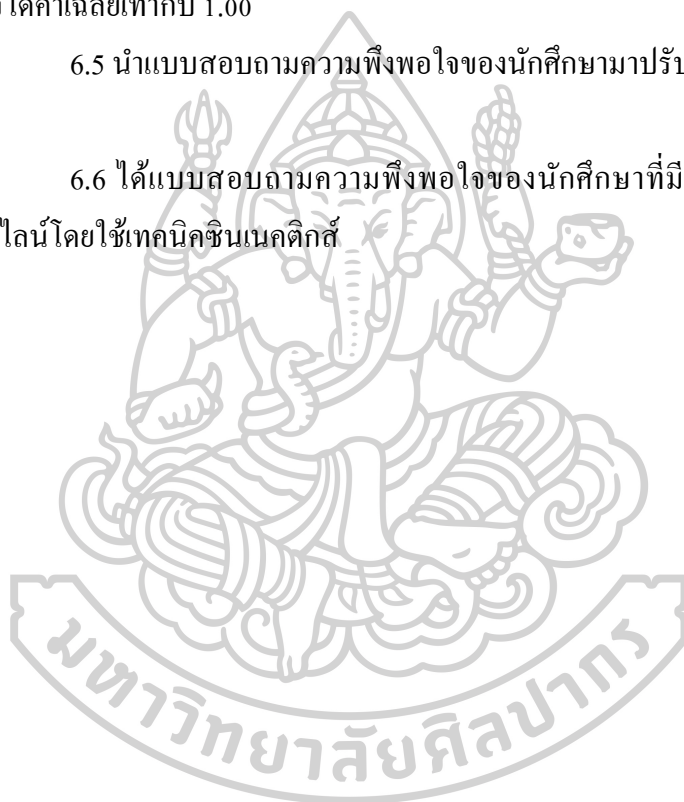 ได้ค่าเฉลี่ยเท่ากับ 1.00
6.5 นำแบบสอบถามความพึงพอใจของนักศึกษามาปรับ
6.6 ได้แบบสอบถามความพึงพอใจของนักศึกษาที่มี
ไลน์โดยใช้เทคนิคซินเนคติกส์
มหาวิทยาลัยศิลปากร